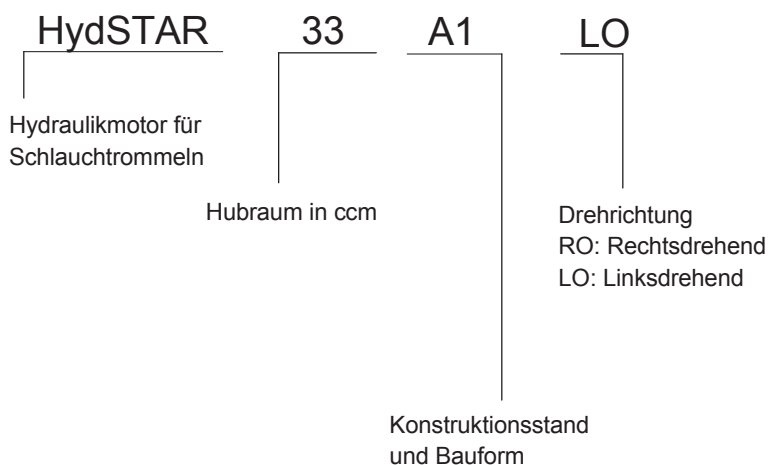 HydSTAR 33 A1 LO
Hydraulikmotor für
Schlauchtrommeln
Hubraum in ccm
Drehrichtung
RO: Rechtsdrehend
LO: Linksdrehend
Konstruktionsstand
und Bauform